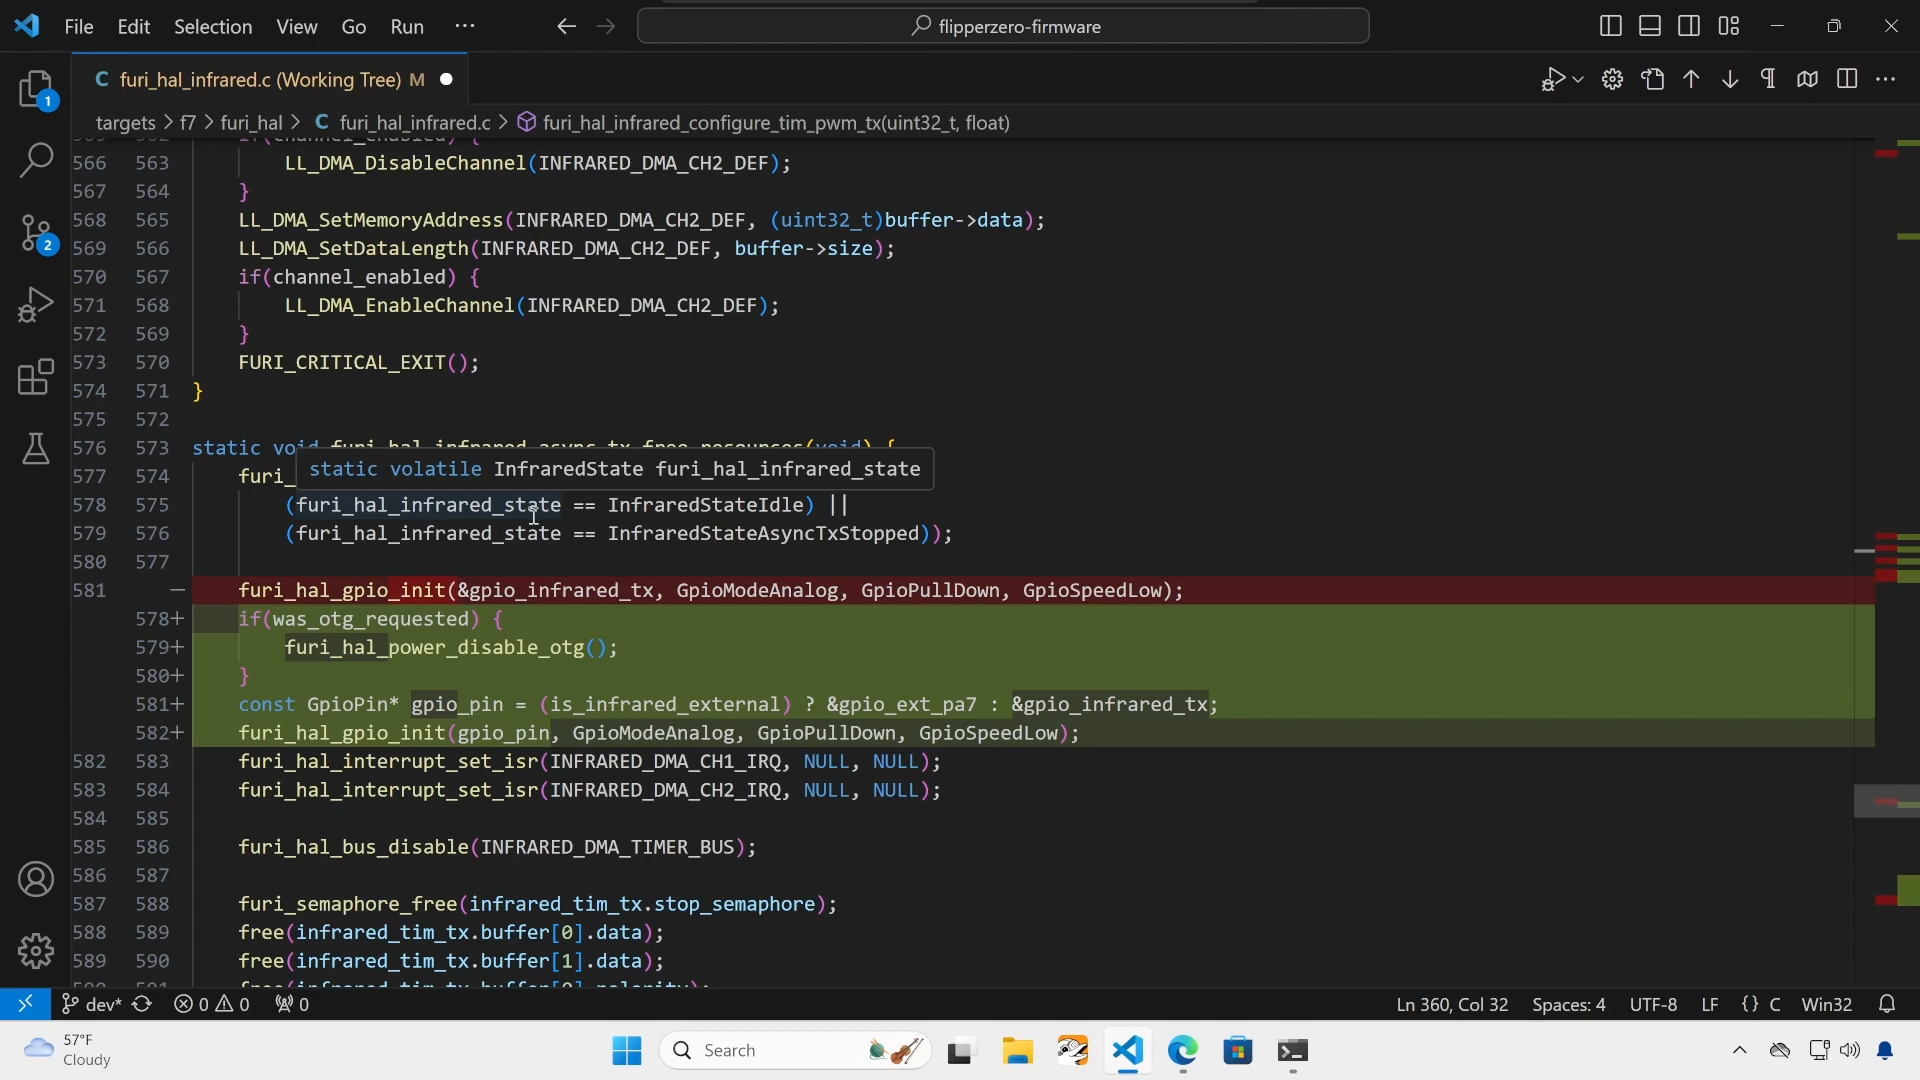 File Edit Selection View Go Run ··· flipperzero-firmware
C furi_hal_infrared.c (Working Tree) M
targets > f7 > furi_hal > C furi_hal_infrared.c > furi_hal_infrared_configure_tim_pwm_tx(uint32_t, float)
566 563 LL_DMA_DisableChannel(INFRARED_DMA_CH2_DEF);
567 564 }
568 565 LL_DMA_SetMemoryAddress(INFRARED_DMA_CH2_DEF, (uint32_t)buffer->data);
569 566 LL_DMA_SetDataLength(INFRARED_DMA_CH2_DEF, buffer->size);
570 567 if(channel_enabled) {
571 568 LL_DMA_EnableChannel(INFRARED_DMA_CH2_DEF);
572 569 }
573 570 FURI_CRITICAL_EXIT();
574 571 }
575 572
576 573 static void furi_hal_infrared_async_tx_free_resources(void) {
static volatile InfraredState furi_hal_infrared_state
577 574 furi_
578 575 (furi_hal_infrared_state == InfraredStateIdle) ||
579 576 (furi_hal_infrared_state == InfraredStateAsyncTxStopped));
580 577
581 — furi_hal_gpio_init(&gpio_infrared_tx, GpioModeAnalog, GpioPullDown, GpioSpeedLow);
578+ if(was_otg_requested) {
579+ furi_hal_power_disable_otg();
580+ }
581+ const GpioPin* gpio_pin = (is_infrared_external) ? &gpio_ext_pa7 : &gpio_infrared_tx;
582+ furi_hal_gpio_init(gpio_pin, GpioModeAnalog, GpioPullDown, GpioSpeedLow);
582 583 furi_hal_interrupt_set_isr(INFRARED_DMA_CH1_IRQ, NULL, NULL);
583 584 furi_hal_interrupt_set_isr(INFRARED_DMA_CH2_IRQ, NULL, NULL);
584 585
585 586 furi_hal_bus_disable(INFRARED_DMA_TIMER_BUS);
586 587
587 588 furi_semaphore_free(infrared_tim_tx.stop_semaphore);
588 589 free(infrared_tim_tx.buffer[0].data);
589 590 free(infrared_tim_tx.buffer[1].data);
1
2
dev* 0 0 0 Ln 360, Col 32 Spaces: 4 UTF-8 LF {} C Win32
57°F
Cloudy
Search